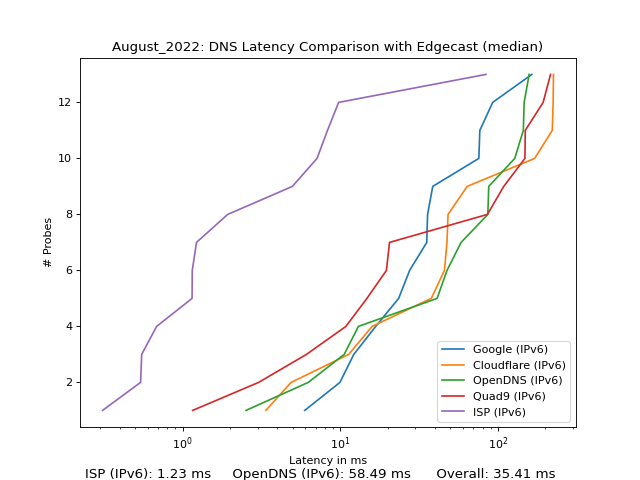 August_2022: DNS Latency Comparison with Edgecast (median)
12
10
8
6
4
2
# Probes
Google (IPv6)
Cloudflare (IPv6)
OpenDNS (IPv6)
Quad9 (IPv6)
ISP (IPv6)
10⁰ 10¹ 10²
Latency in ms
ISP (IPv6): 1.23 ms OpenDNS (IPv6): 58.49 ms Overall: 35.41 ms